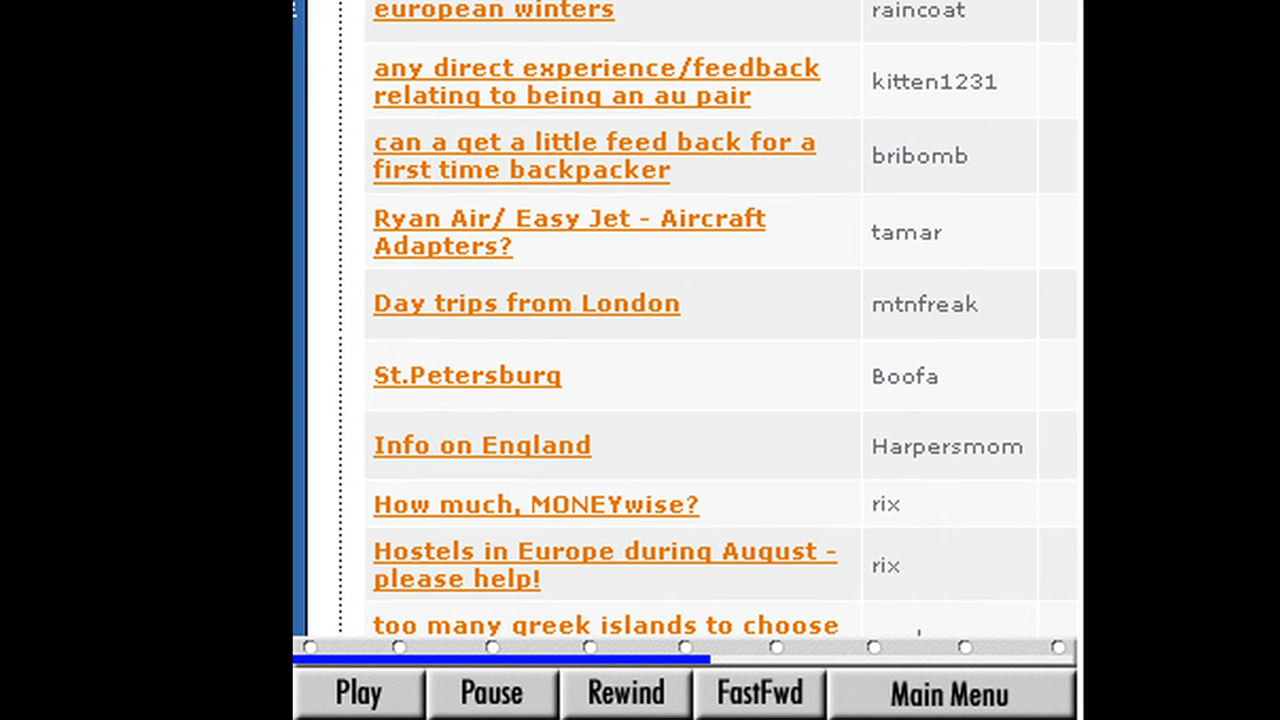 european winters
raincoat
any direct experience/feedback
relating to being an au pair
kitten1231
can a get a little feed back for a
first time backpacker
bribomb
Ryan Air/ Easy Jet - Aircraft
Adapters?
tamar
Day trips from London
mtnfreak
St.Petersburg
Boofa
Info on England
Harpersmom
How much, MONEYwise?
rix
Hostels in Europe during August -
please help!
rix
too many greek islands to choose
Play
Pause
Rewind
FastFwd
Main Menu